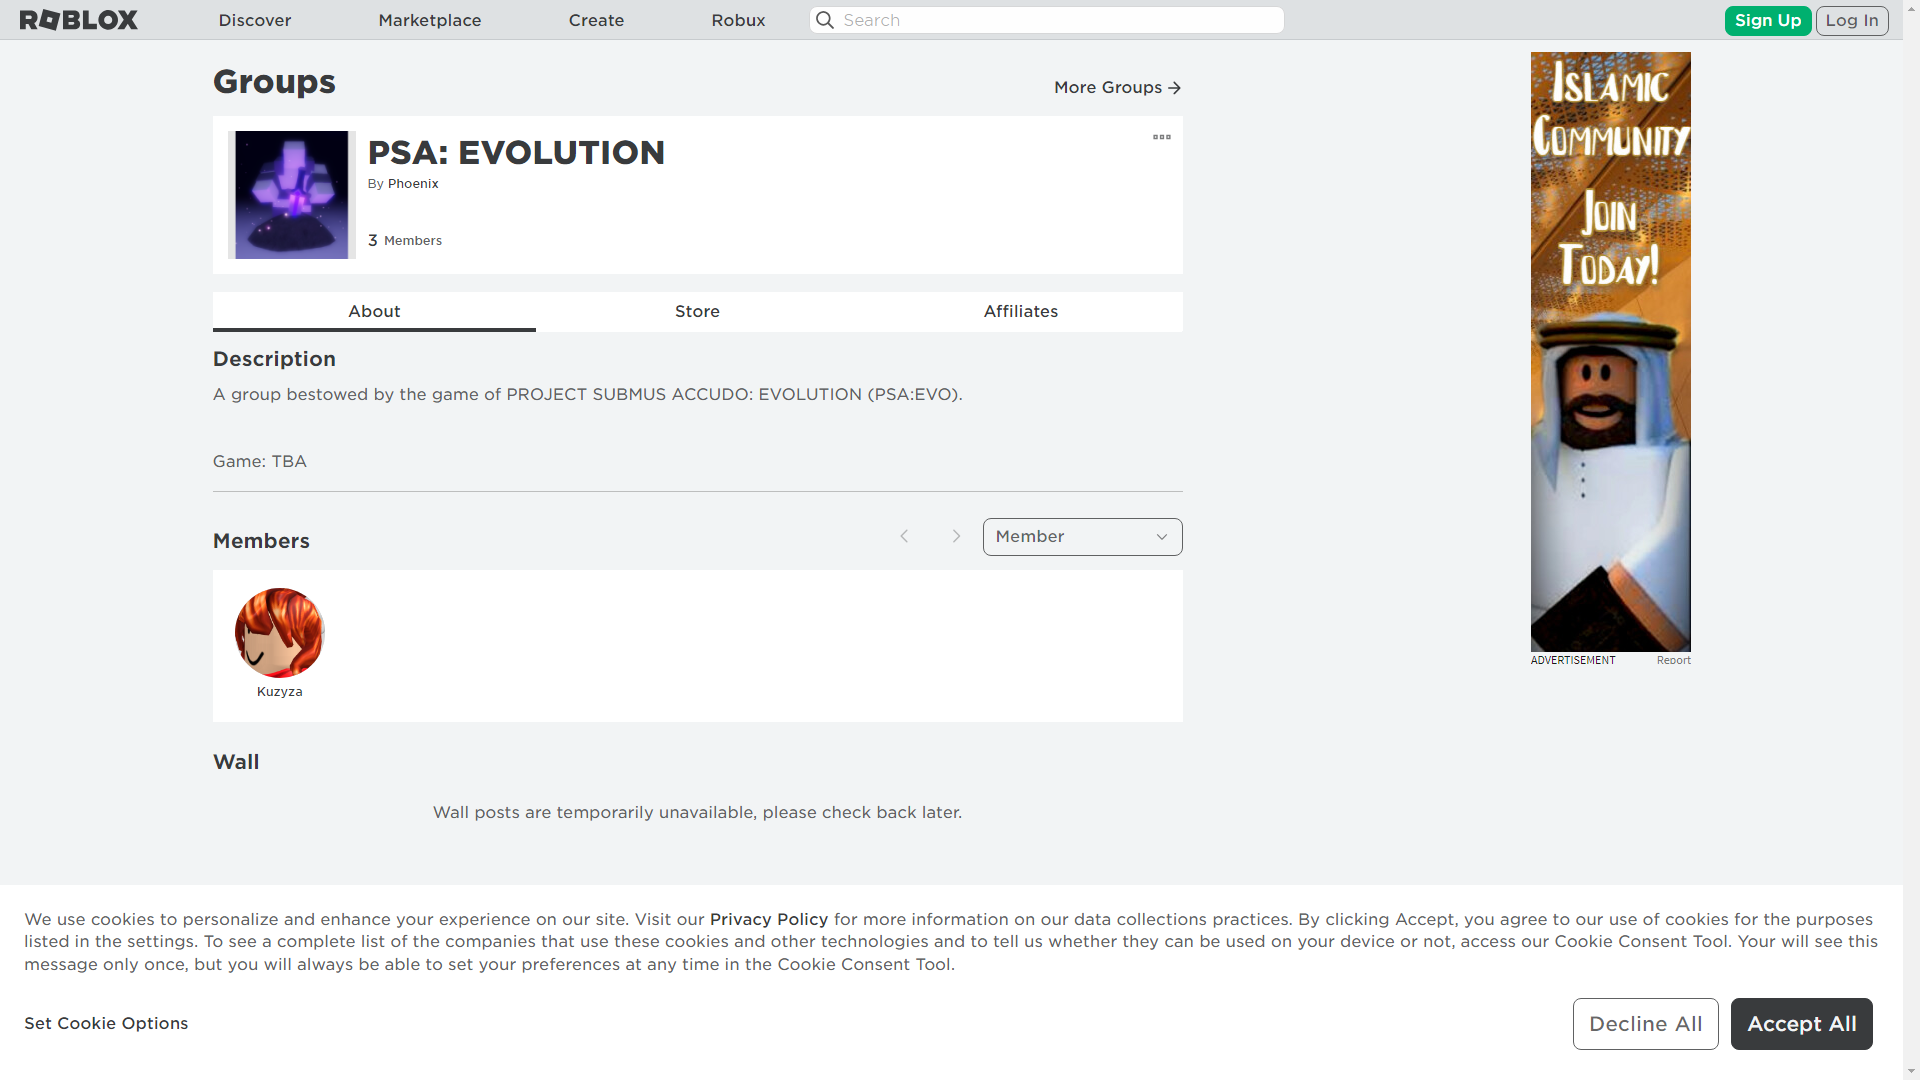 ROBLOX
Discover
Marketplace
Create
Robux
Search
Sign Up
Log In
Groups
More Groups
PSA: EVOLUTION
By Phoenix
3 Members
About
Store
Affiliates
Description
A group bestowed by the game of PROJECT SUBMUS ACCUDO: EVOLUTION (PSA:EVO).
Game: TBA
Members
Member
Kuzyza
Wall
Wall posts are temporarily unavailable, please check back later.
ISLAMIC
COMMUNITY
JOIN
TODAY!
ADVERTISEMENT
Report
We use cookies to personalize and enhance your experience on our site. Visit our Privacy Policy for more information on our data collections practices. By clicking Accept, you agree to our use of cookies for the purposes
listed in the settings. To see a complete list of the companies that use these cookies and other technologies and to tell us whether they can be used on your device or not, access our Cookie Consent Tool. Your will see this
message only once, but you will always be able to set your preferences at any time in the Cookie Consent Tool.
Set Cookie Options
Decline All
Accept All